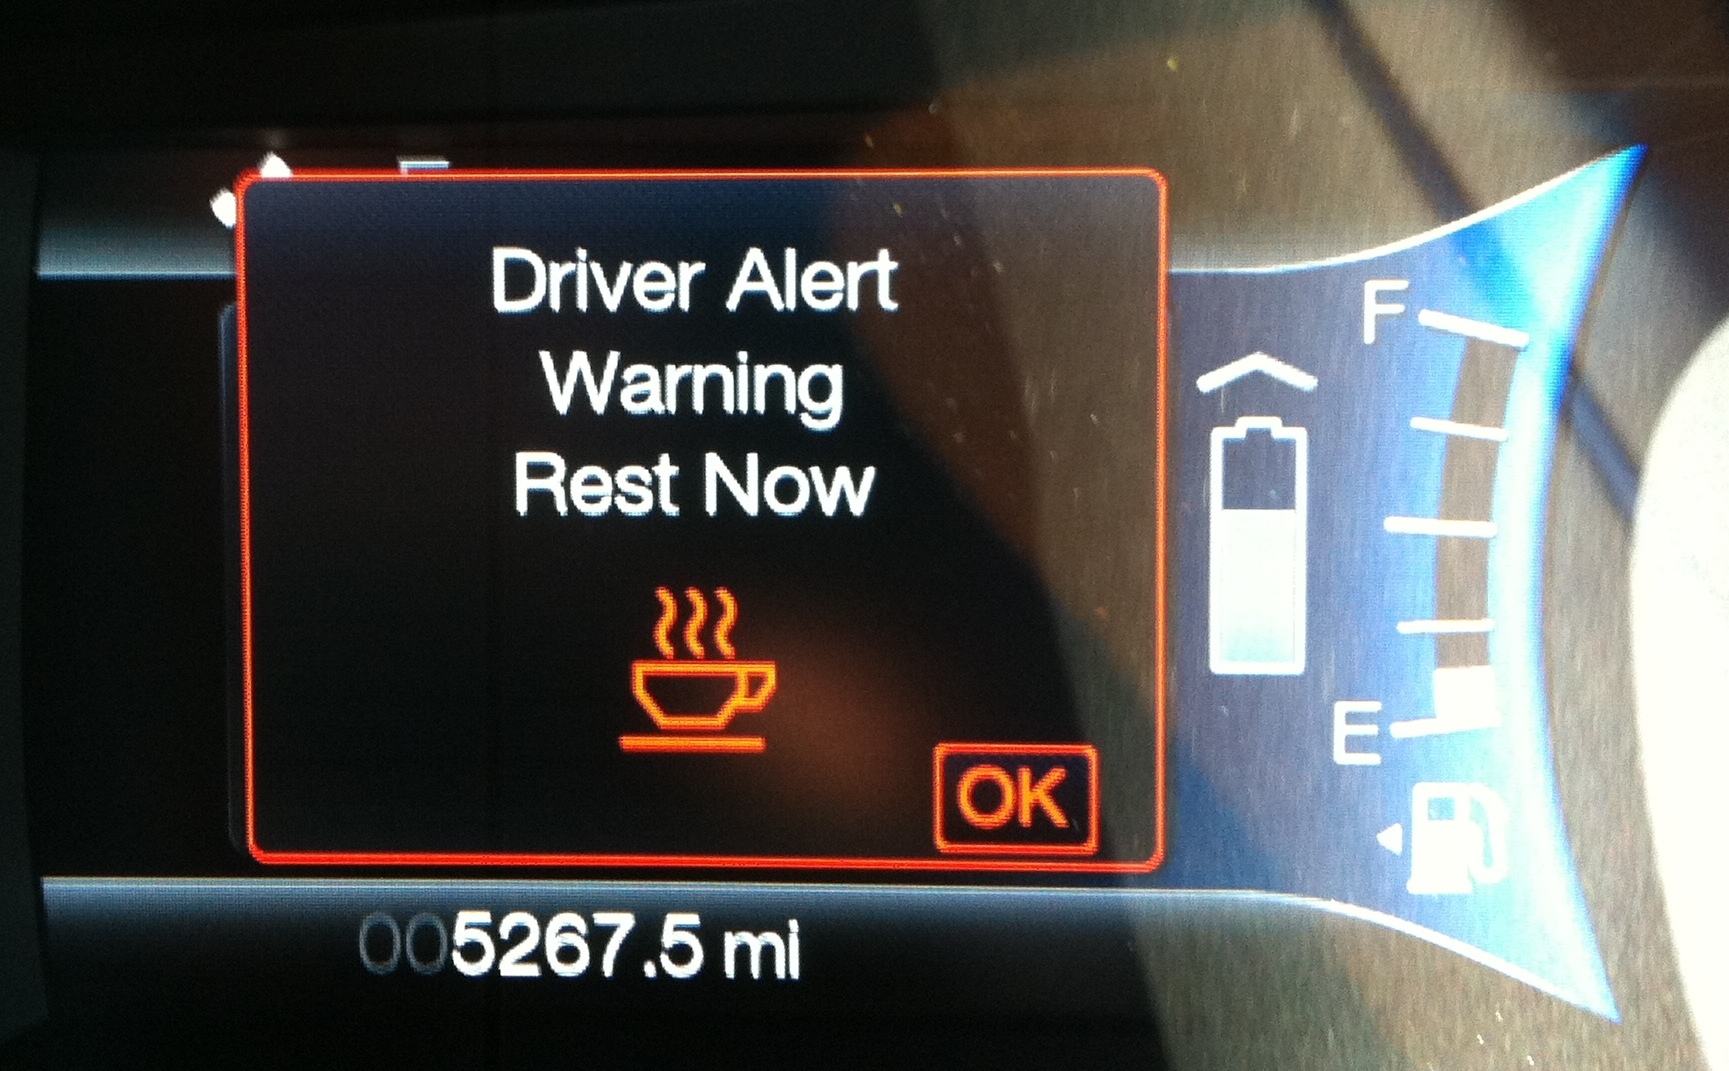 Driver Alert
Warning
Rest Now
OK
F
E
005267.5 mi